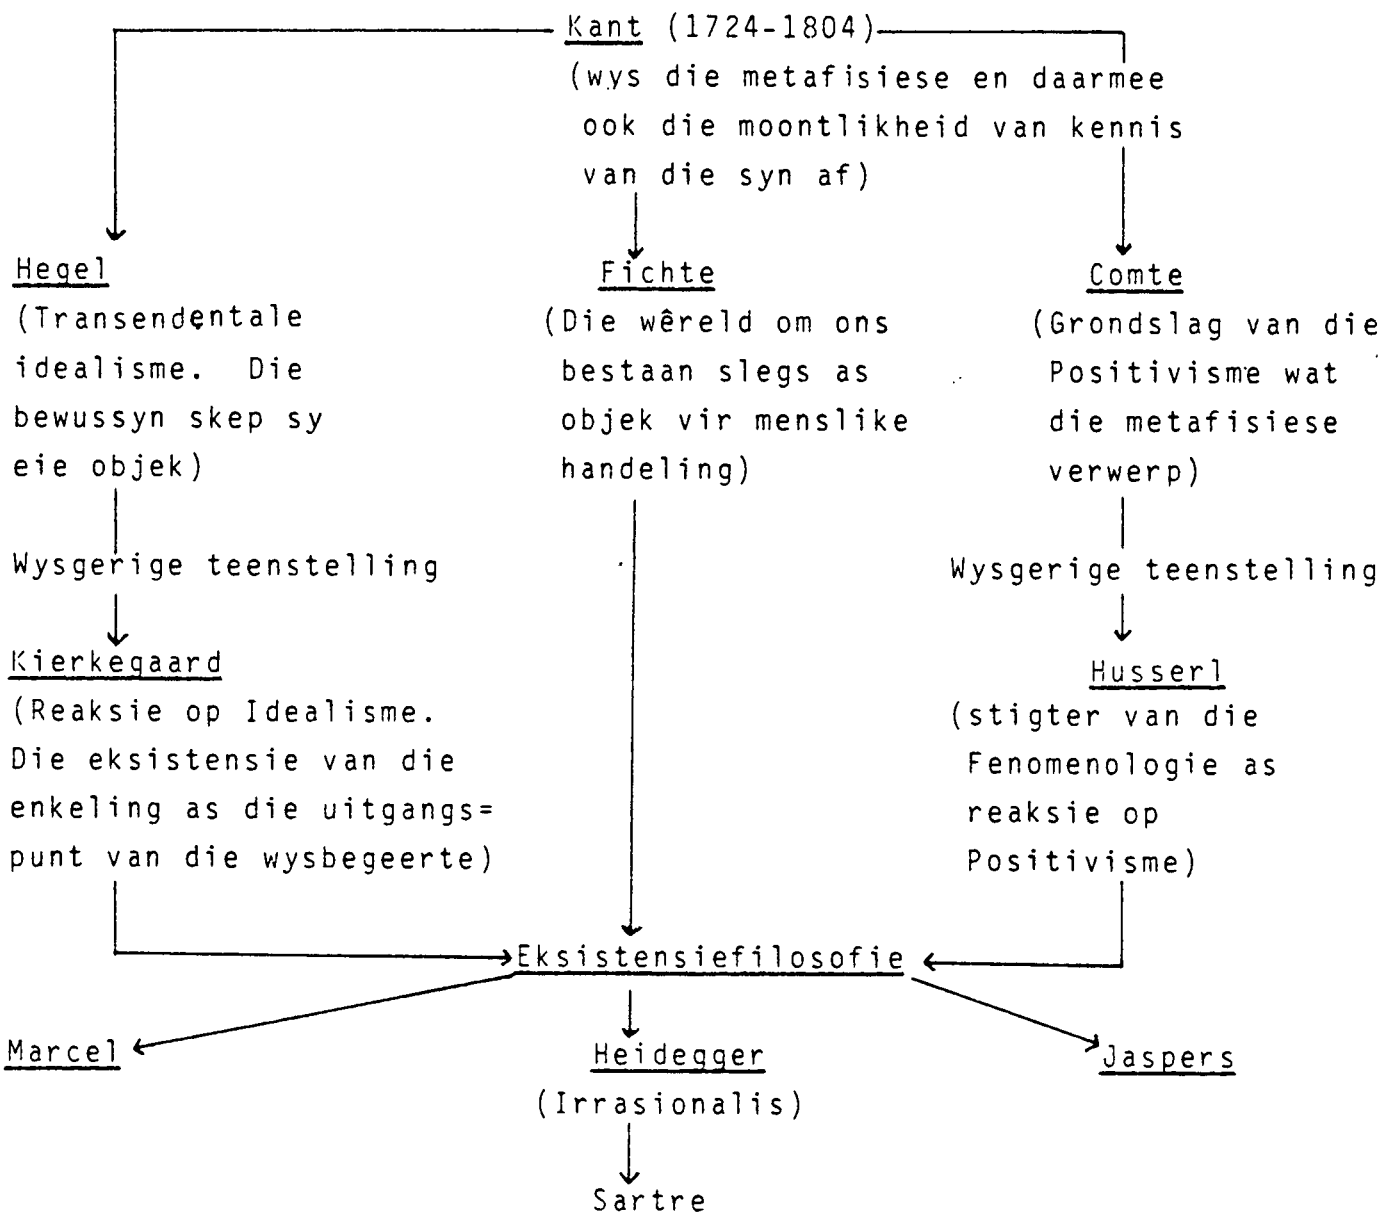 Kant (1724-1804)
(wys die metafisiese en daarmee
ook die moontlikheid van kennis
van die syn af)
Hegel
(Transendentale
idealisme. Die
bewussyn skep sy
eie objek)
Fichte
(Die wêreld om ons
bestaan slegs as
objek vir menslike
handeling)
Comte
(Grondslag van die
Positivisme wat
die metafisiese
verwerp)
Wysgerige teenstelling
Wysgerige teenstelling
Kierkegaard
(Reaksie op Idealisme.
Die eksistensie van die
enkeling as die uitgangs=
punt van die wysbegeerte)
Husserl
(stigter van die
Fenomenologie as
reaksie op
Positivisme)
Eksistensiefilosofie
Marcel
Heidegger
(Irrasionalis)
Jaspers
Sartre